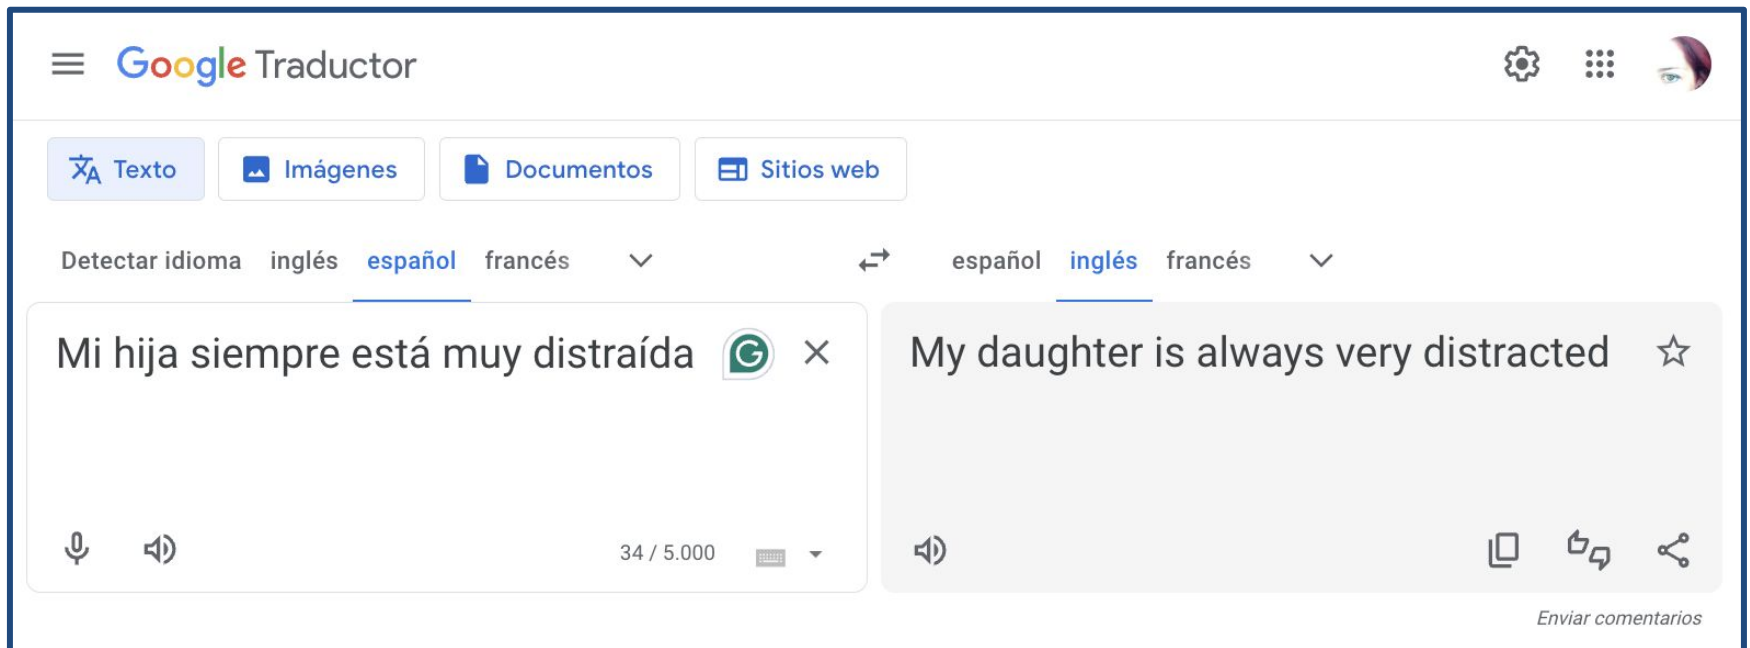 Google Traductor
Texto Imágenes Documentos Sitios web
Detectar idioma inglés español francés español inglés francés
Mi hija siempre está muy distraída
My daughter is always very distracted
34 / 5.000
Enviar comentarios